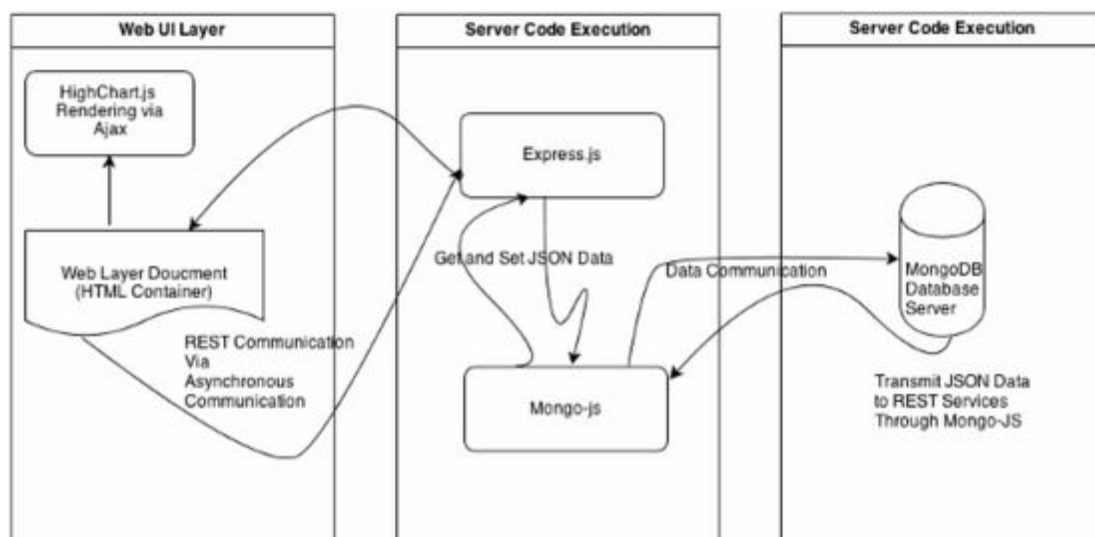 Web UI Layer
HighChart.js
Rendering via
Ajax
Web Layer Doucment
(HTML Container)
REST Communication
Via
Asynchronous
Communication
Server Code Execution
Express.js
Get and Set JSON Data
Mongo-js
Data Communication
Server Code Execution
MongoDB
Database
Server
Transmit JSON Data
to REST Services
Through Mongo-JS